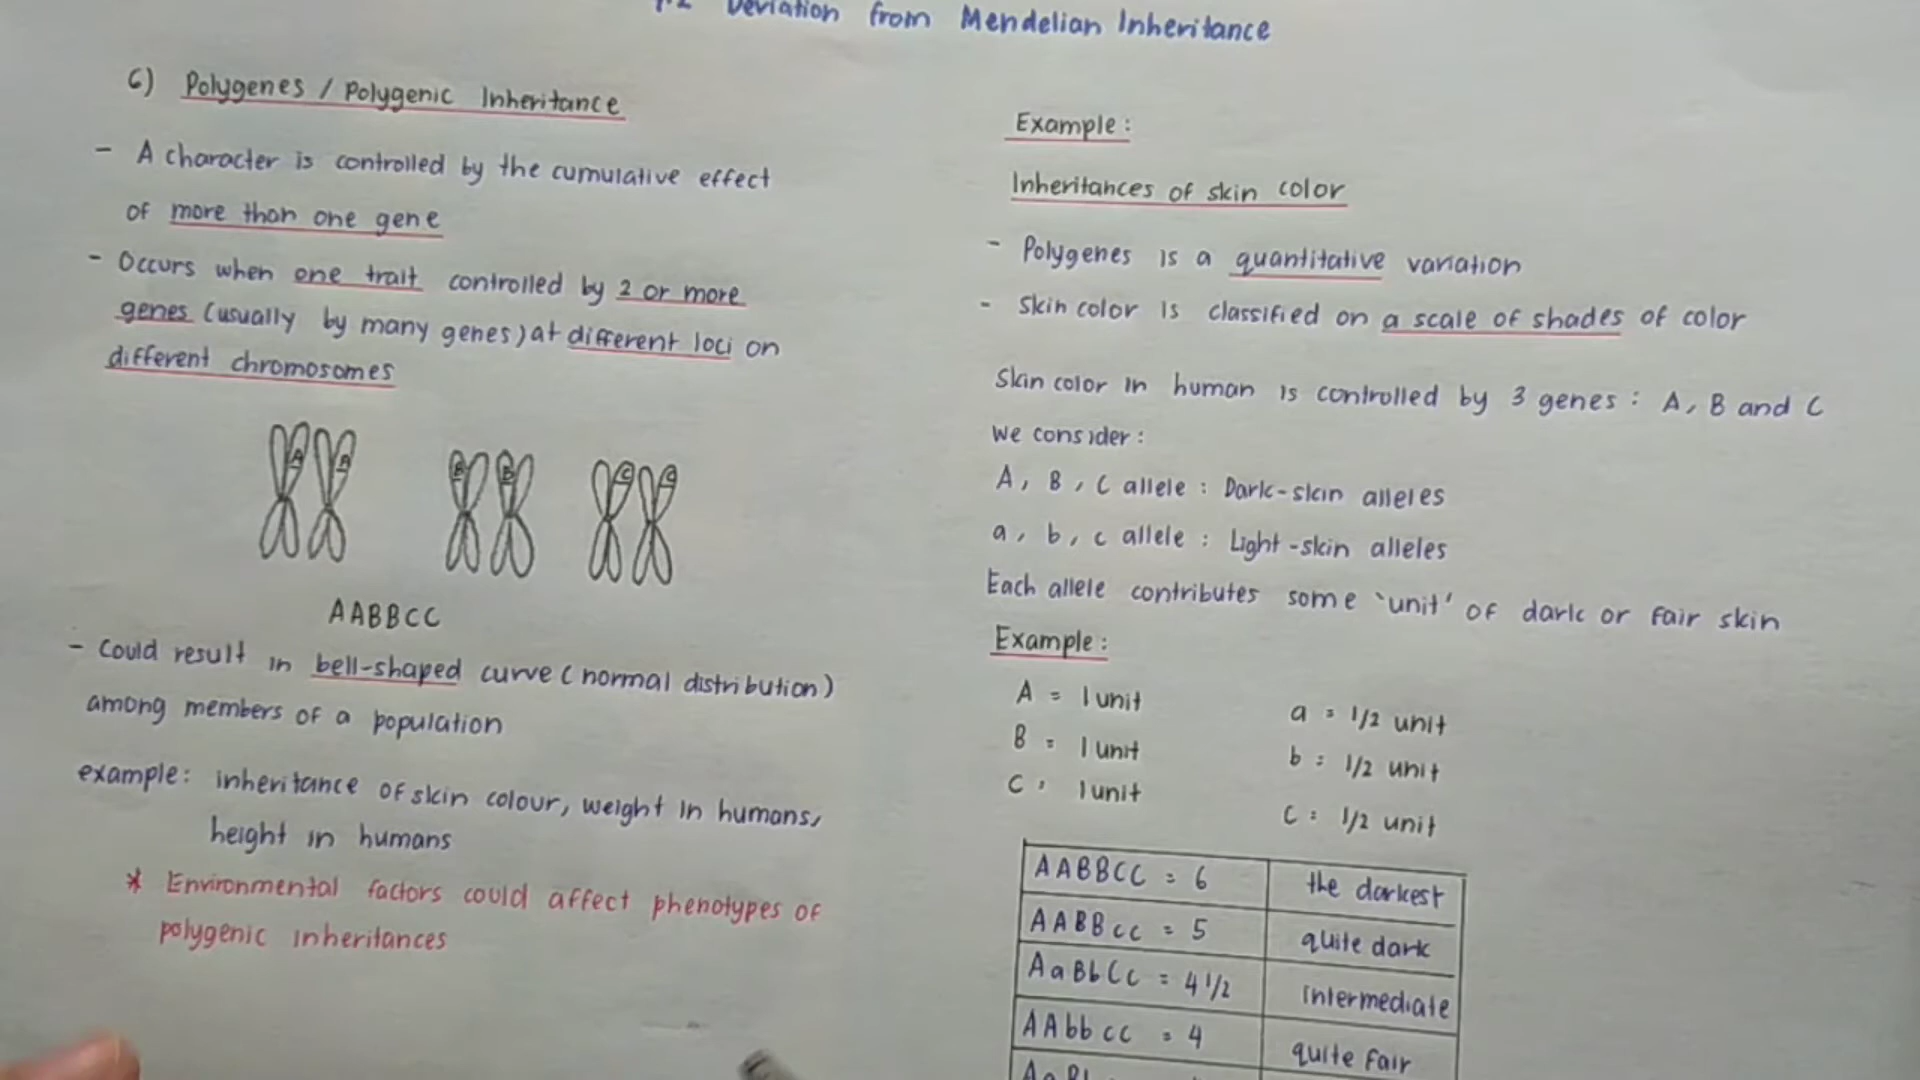 Deviation from Mendelian Inheritance
C) Polygenes / Polygenic Inheritance
- A character is controlled by the cumulative effect
of more than one gene
- Occurs when one trait controlled by 2 or more
genes (usually by many genes) at different loci on
different chromosomes
A A B B C C
AABBCC
- Could result in bell-shaped curve (normal distribution)
among members of a population
example: inheritance of skin colour, weight in humans,
height in humans
* Environmental factors could affect phenotypes of
polygenic inheritances
Example:
Inheritances of skin color
- Polygenes is a quantitative variation
- Skin color is classified on a scale of shades of color
Skin color in human is controlled by 3 genes: A, B and C
We consider:
A, B, C allele: Dark-skin alleles
a, b, c allele: Light-skin alleles
Each allele contributes some 'unit' of dark or fair skin
Example:
A = 1 unit a = 1/2 unit
B = 1 unit b = 1/2 unit
C = 1 unit c = 1/2 unit
AABBCC = 6 the darkest
AABBcc = 5 quite dark
AaBbCc = 4 1/2 intermediate
AAbbcc = 4 quite fair